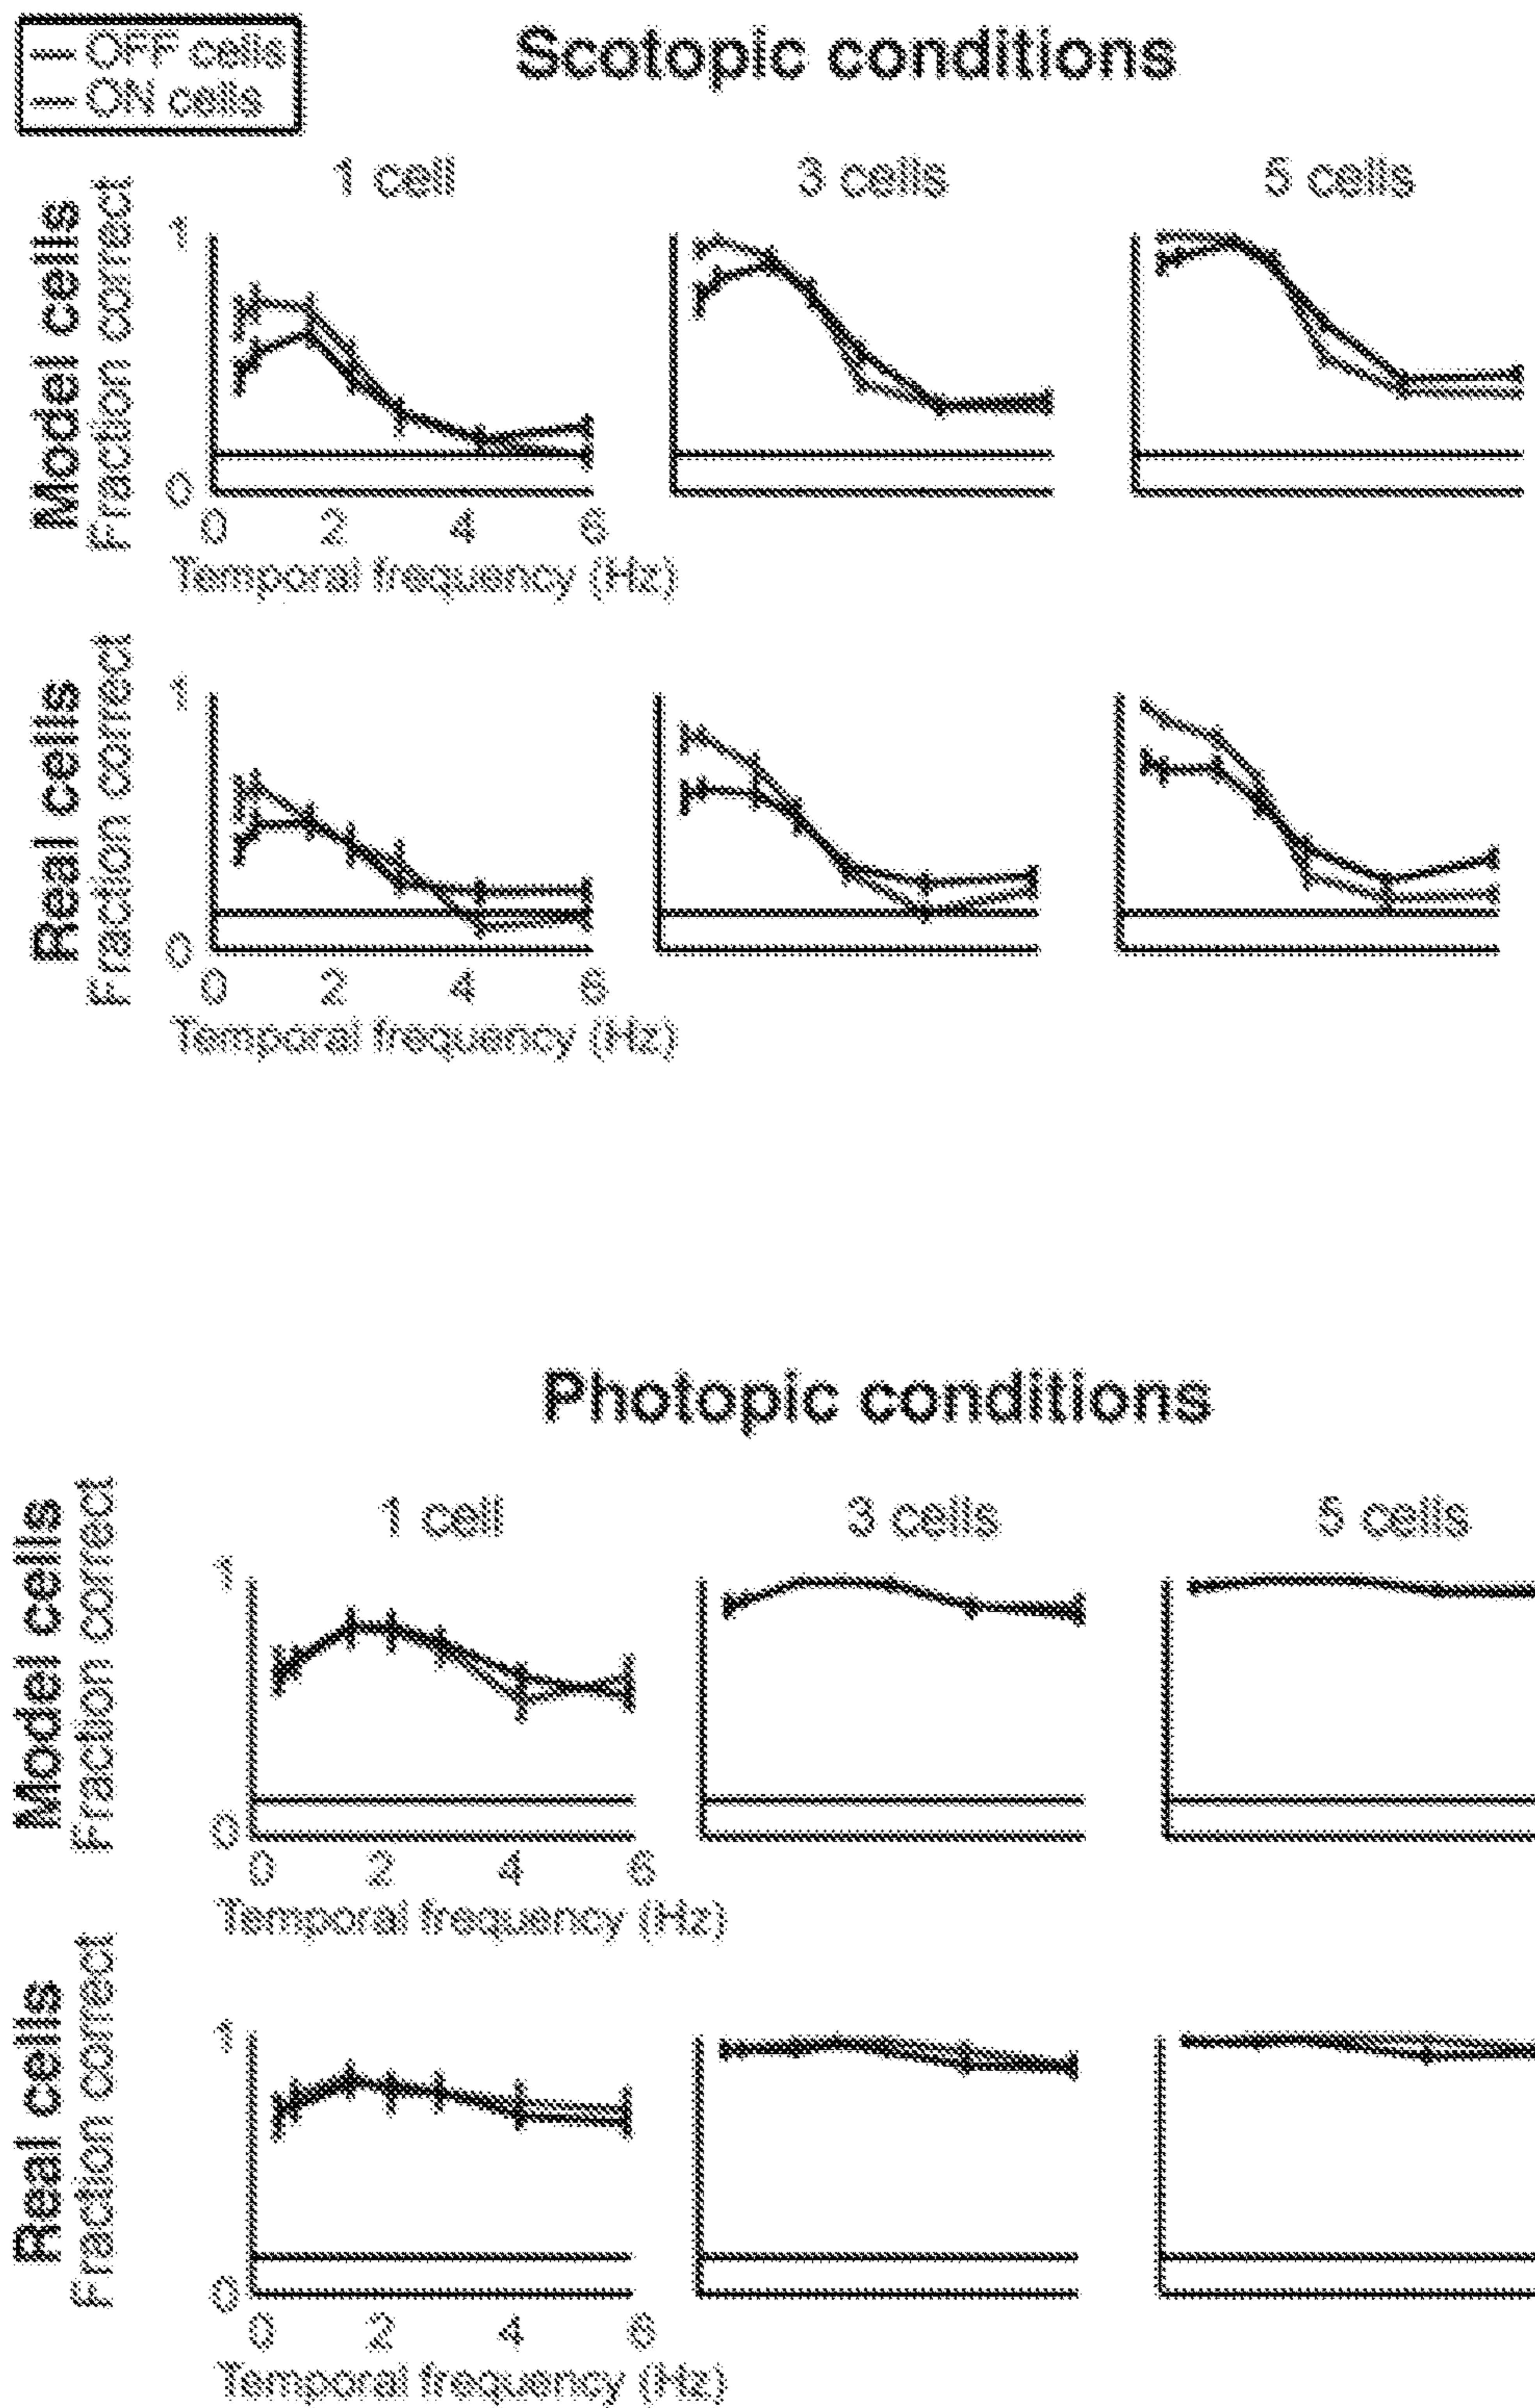 OFF cells
ON cells
Scotopic conditions
1 cell
3 cells
5 cells
Model cells
Fraction correct
1
0
0 2 4 6
Temporal frequency (Hz)
Real cells
Fraction correct
1
0
0 2 4 6
Temporal frequency (Hz)
Photopic conditions
1 cell
3 cells
5 cells
Model cells
Fraction correct
1
0
0 2 4 6
Temporal frequency (Hz)
Real cells
Fraction correct
1
0
0 2 4 6
Temporal frequency (Hz)